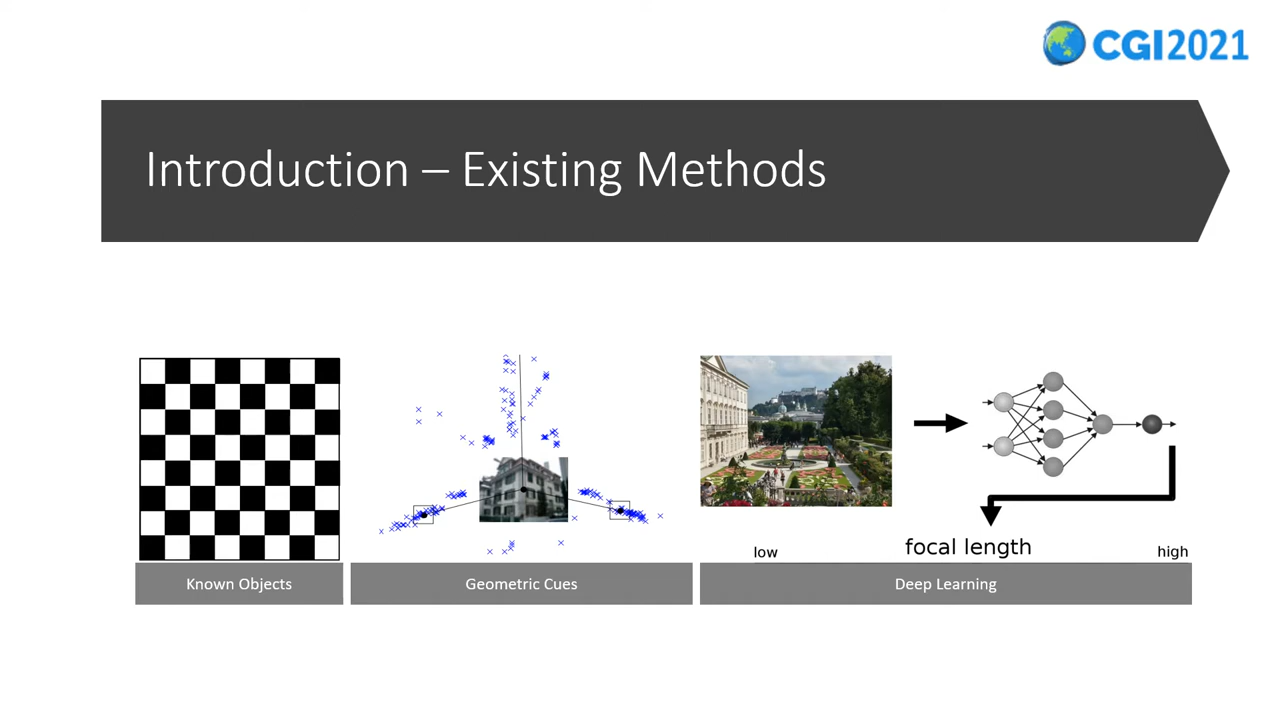 CGI2021
Introduction – Existing Methods
low
focal length
high
Known Objects
Geometric Cues
Deep Learning